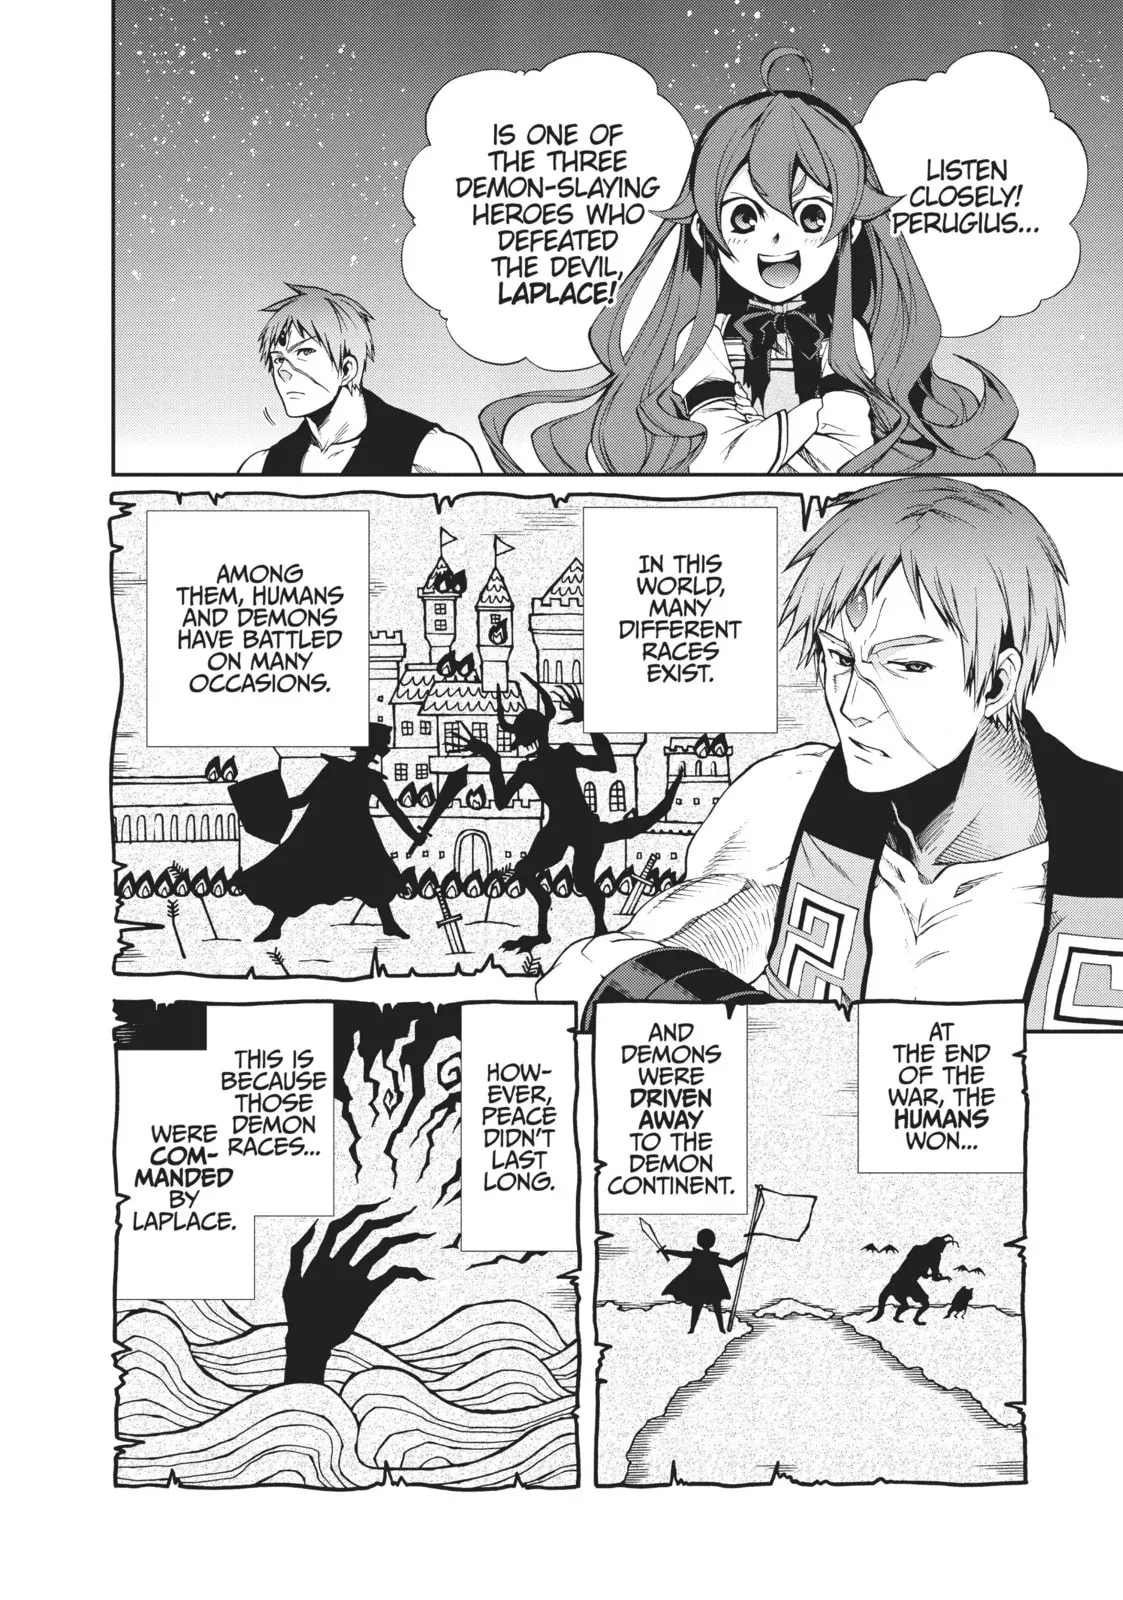 LISTEN
CLOSELY!
PERUGIUS...
IS ONE OF
THE THREE
DEMON-SLAYING
HEROES WHO
DEFEATED
THE DEVIL,
LAPLACE!
IN THIS
WORLD,
MANY
DIFFERENT
RACES
EXIST.
AMONG
THEM, HUMANS
AND DEMONS
HAVE BATTLED
ON MANY
OCCASIONS.
AT
THE END
OF THE
WAR, THE
HUMANS
WON...
AND
DEMONS
WERE
DRIVEN
AWAY
TO THE
DEMON
CONTINENT.
HOW-
EVER,
PEACE
DIDN'T
LAST
LONG.
THIS IS
BECAUSE
THOSE
DEMON
RACES...
WERE
COM-
MANDED
BY
LAPLACE.